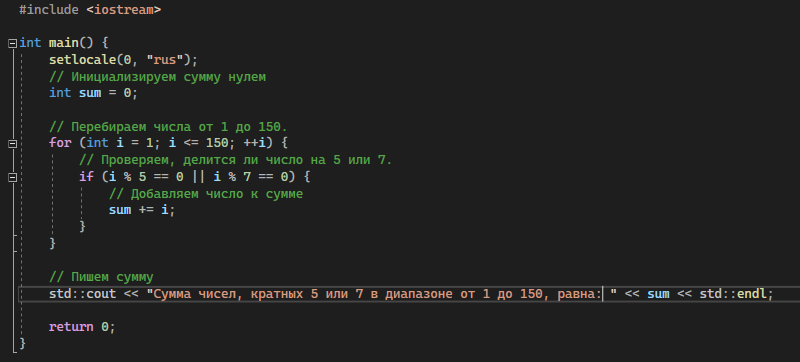 #include <iostream>
int main() {
setlocale(0, "rus");
// Инициализируем сумму нулем
int sum = 0;
// Перебираем числа от 1 до 150.
for (int i = 1; i <= 150; ++i) {
// Проверяем, делится ли число на 5 или 7.
if (i % 5 == 0 || i % 7 == 0) {
// Добавляем число к сумме
sum += i;
}
}
// Пишем сумму
std::cout << "Сумма чисел, кратных 5 или 7 в диапазоне от 1 до 150, равна: " << sum << std::endl;
return 0;
}